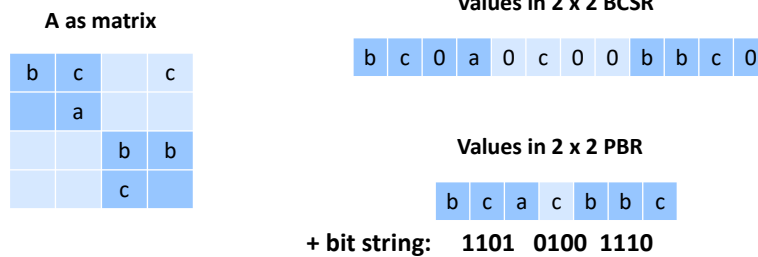 A as matrix
b c c
a
b b
c
Values in 2 x 2 BCSR
b c 0 a 0 c 0 0 b b c 0
Values in 2 x 2 PBR
b c a c b b c
+ bit string: 1101 0100 1110